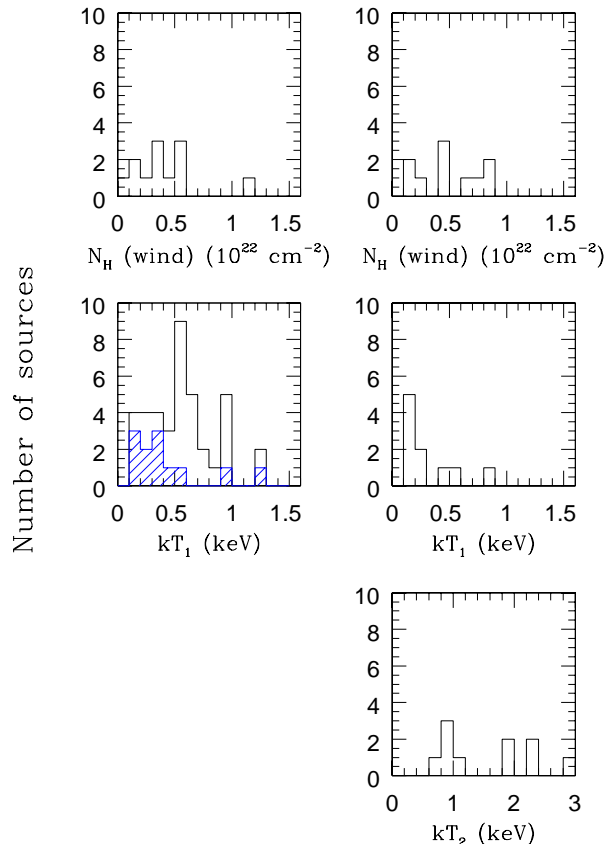 10 10
8 8
6 6
4 4
2 2
0 0
0 0.5 1 1.5 0 0.5 1 1.5
N_H (wind) (10^22 cm^-2) N_H (wind) (10^22 cm^-2)
Number of sources
10 10
8 8
6 6
4 4
2 2
0 0
0 0.5 1 1.5 0 0.5 1 1.5
kT_1 (keV) kT_1 (keV)
10
8
6
4
2
0
0 1 2 3
kT_2 (keV)